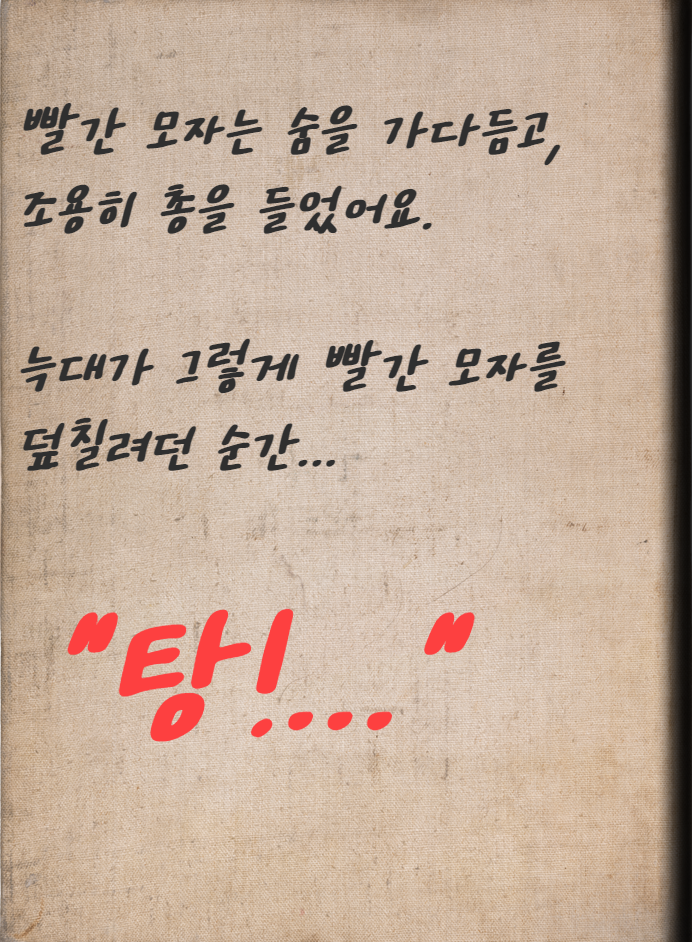 빨간 모자는 숨을 가다듬고,
조용히 총을 들었어요.
늑대가 그렇게 빨간 모자를
덮칠려던 순간...
"탕!... "